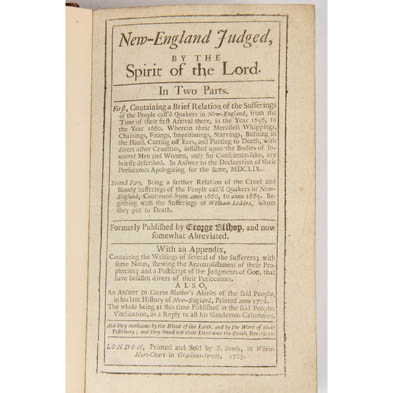 New-England Judged,
BY THE
Spirit of the Lord.
In Two Parts.
First, Containing a Brief Relation of the Sufferings
of the People call'd Quakers in New-England, from the
Time of their first Arrival there, in the Year 1656, to
the Year 1660. Wherein their Merciless Whippings,
Chainings, Finings, Imprisonings, Starvings, Burning in
the Hand, Cutting off Ears, and Putting to Death, with
divers other Cruelties, inflicted upon the Bodies of In-
nocent Men and Women, only for Conscience-sake, are
briefly described. In Answer to the Declaration of their
Persecutors Apologizing for the same, MDCLIX.
Second Part, Being a farther Relation of the Cruel and
Bloody Sufferings of the People call'd Quakers in New-
England, Continued from anno 1660, to anno 1665. Be-
ginning with the Sufferings of William Leddra, whom
they put to Death.
Formerly Published by George Bishop, and now
somewhat Abreviated.
With an Appendix,
Containing the Writings of several of the Sufferers; with
some Notes, shewing the Accomplishment of their Pro-
phecies; and a Postscript of the Judgments of God, that
have befallen divers of their Persecutors.
ALSO,
An Answer to Cotton Mather's Abuses of the said People,
in his late History of New-England, Printed anno 1702.
The whole being at this time Published in the said People's
Vindication, as a Reply to all his Slanderous Calumnies.
And they overcame by the Blood of the Lamb, and by the Word of their
Testimony; and they loved not their Lives unto the Death, Rev. 12.11.
LONDON, Printed and Sold by T. Sowle, in White-
Hart-Court in Gracious-street, 1703.